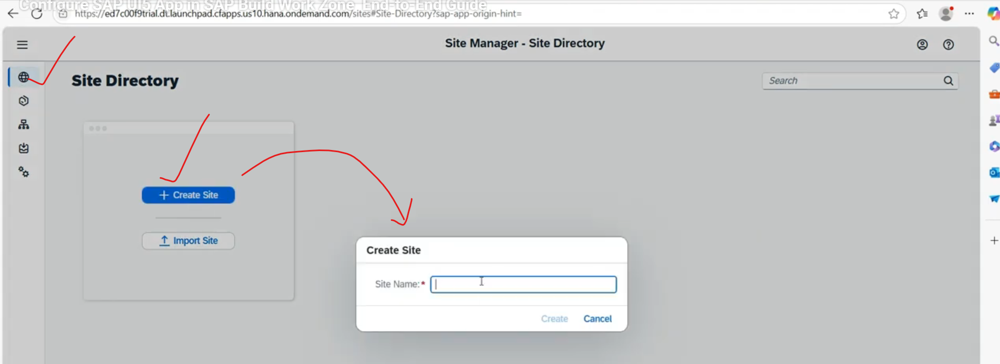 Configure SAP UI5 App in SAP Build Work Zone End-to-End Guide
https://ed7c00f9trial.dt.launchpad.cfapps.us10.hana.ondemand.com/sites#Site-Directory?sap-app-origin-hint=
Site Manager - Site Directory
Site Directory
Search
+ Create Site
Import Site
Create Site
Site Name:*
Create
Cancel